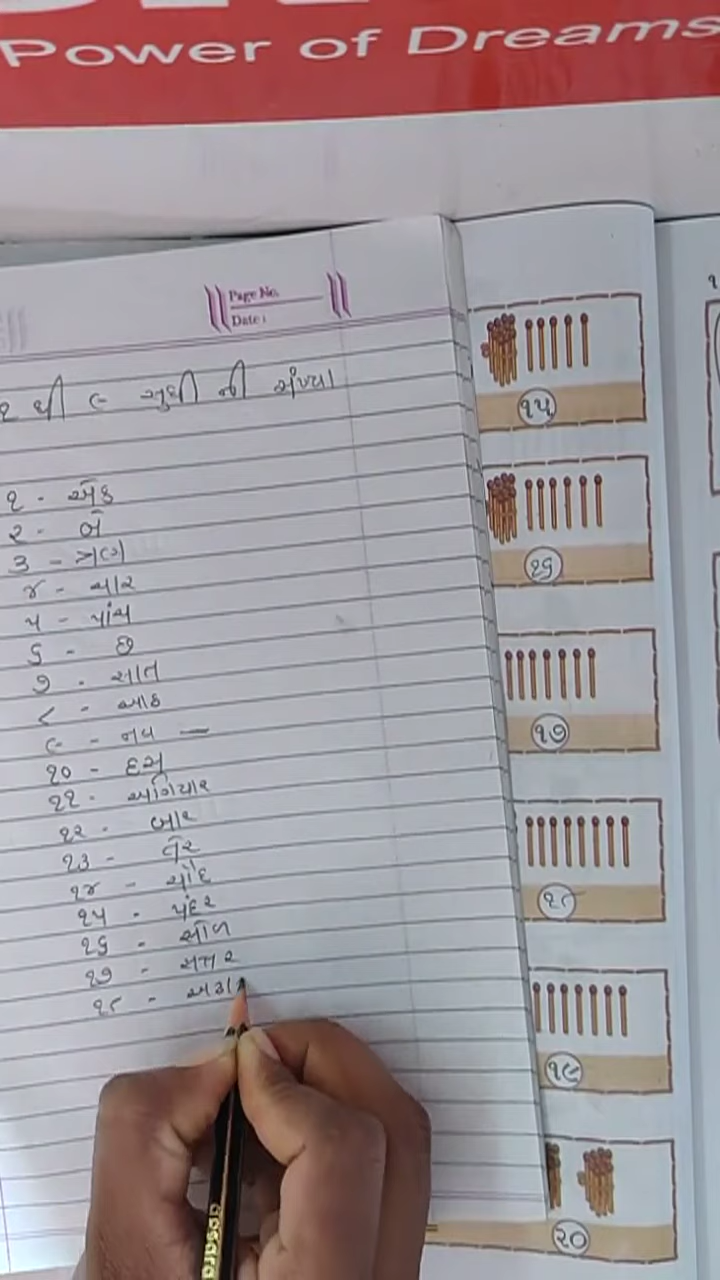 Power of Dreams
Page No.
Date:
૧ થી ૯ સુધી ની સંખ્યા
૧ - એક
૨ - બે
૩ - ત્રણ
૪ - ચાર
૫ - પાંચ
૬ - છ
૭ - સાત
૮ - આઠ
૯ - નવ —
૧૦ - દસ
૧૧ - અગિયાર
૧૨ - બાર
૧૩ - તેર
૧૪ - ચૌદ
૧૫ - પંદર
૧૬ - સોળ
૧૭ - સત્તર
૧૮ - અઢા
૧૫
૧૬
૧૭
૧૮
૧૯
૨૦
apsara